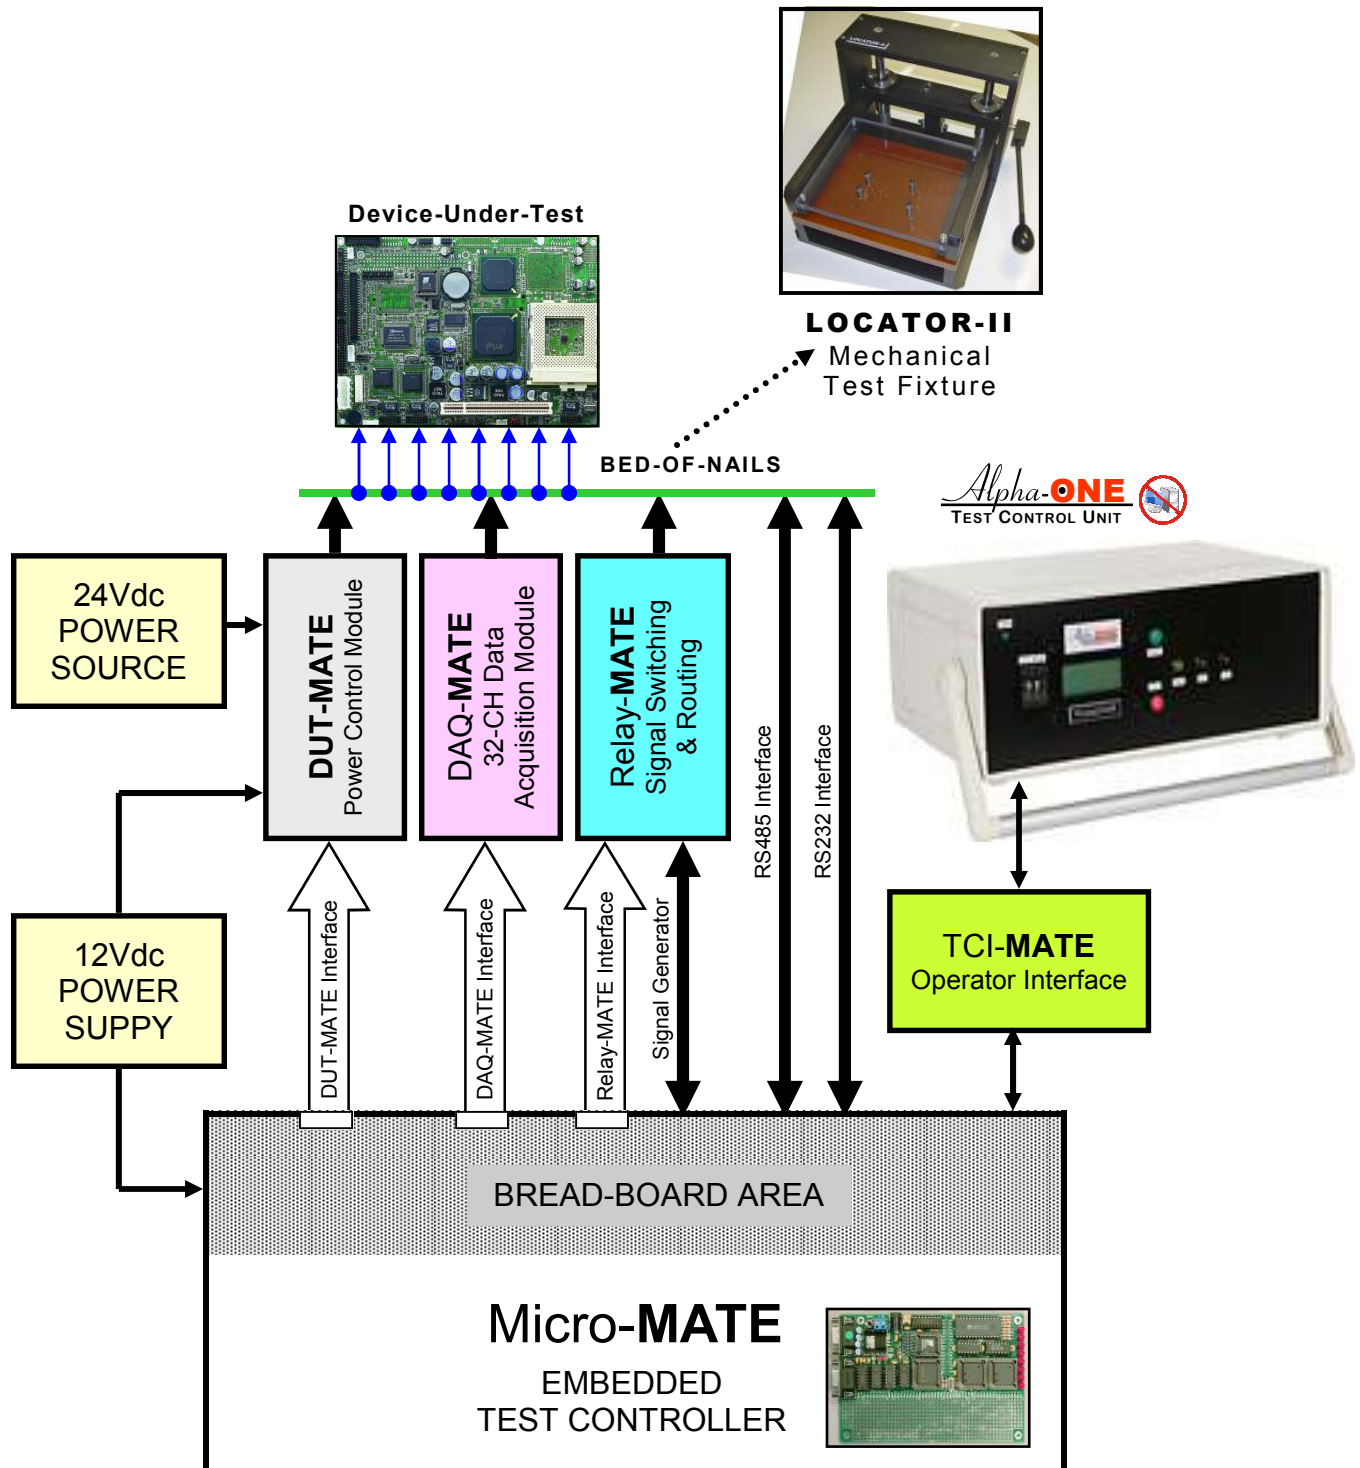 LOCATOR-II
Device-Under-Test
LOCATOR-II
Mechanical
Test Fixture
BED-OF-NAILS
Alpha-ONE
TEST CONTROL UNIT
24Vdc
POWER
SOURCE
DUT-MATE
Power Control Module
DAQ-MATE
32-CH Data
Acquisition Module
Relay-MATE
Signal Switching
& Routing
RS485 Interface
RS232 Interface
12Vdc
POWER
SUPPY
DUT-MATE Interface
DAQ-MATE Interface
Relay-MATE Interface
Signal Generator
TCI-MATE
Operator Interface
BREAD-BOARD AREA
Micro-MATE
EMBEDDED
TEST CONTROLLER